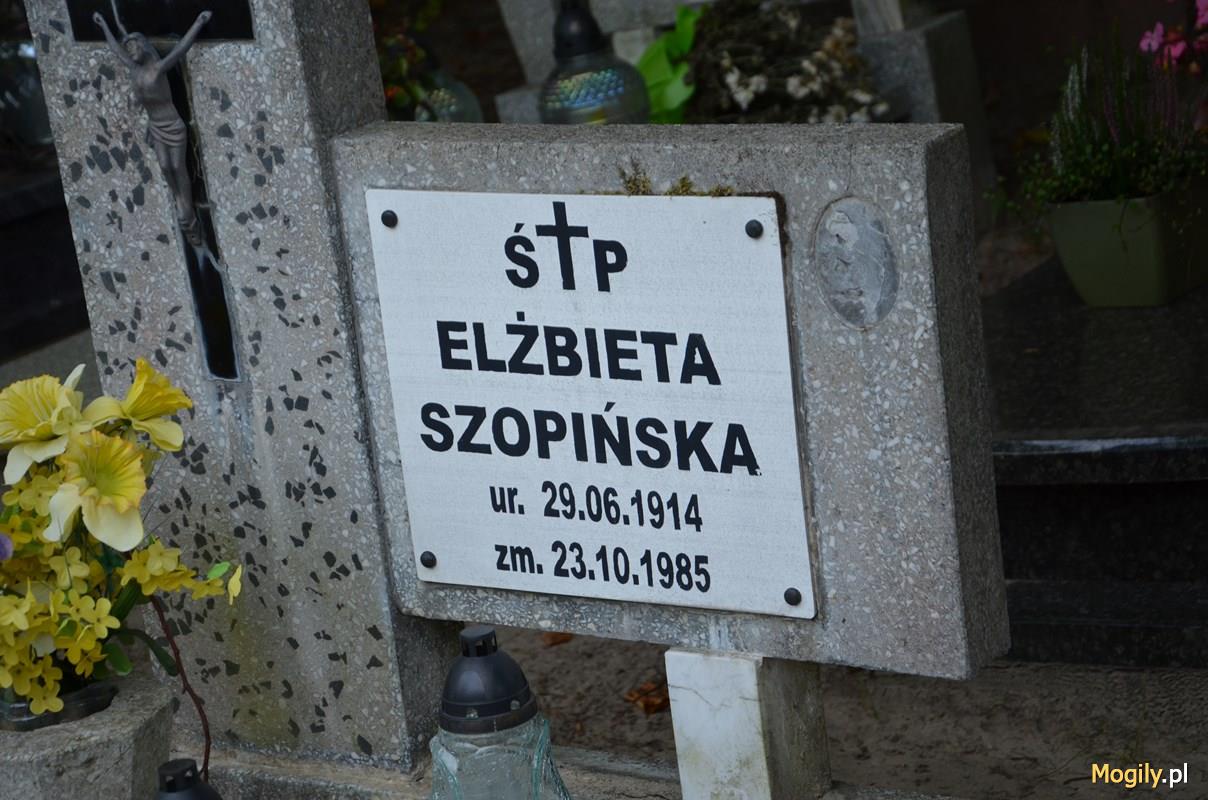 Ś✝P
ELŻBIETA
SZOPIŃSKA
ur. 29.06.1914
zm. 23.10.1985
Mogily.pl